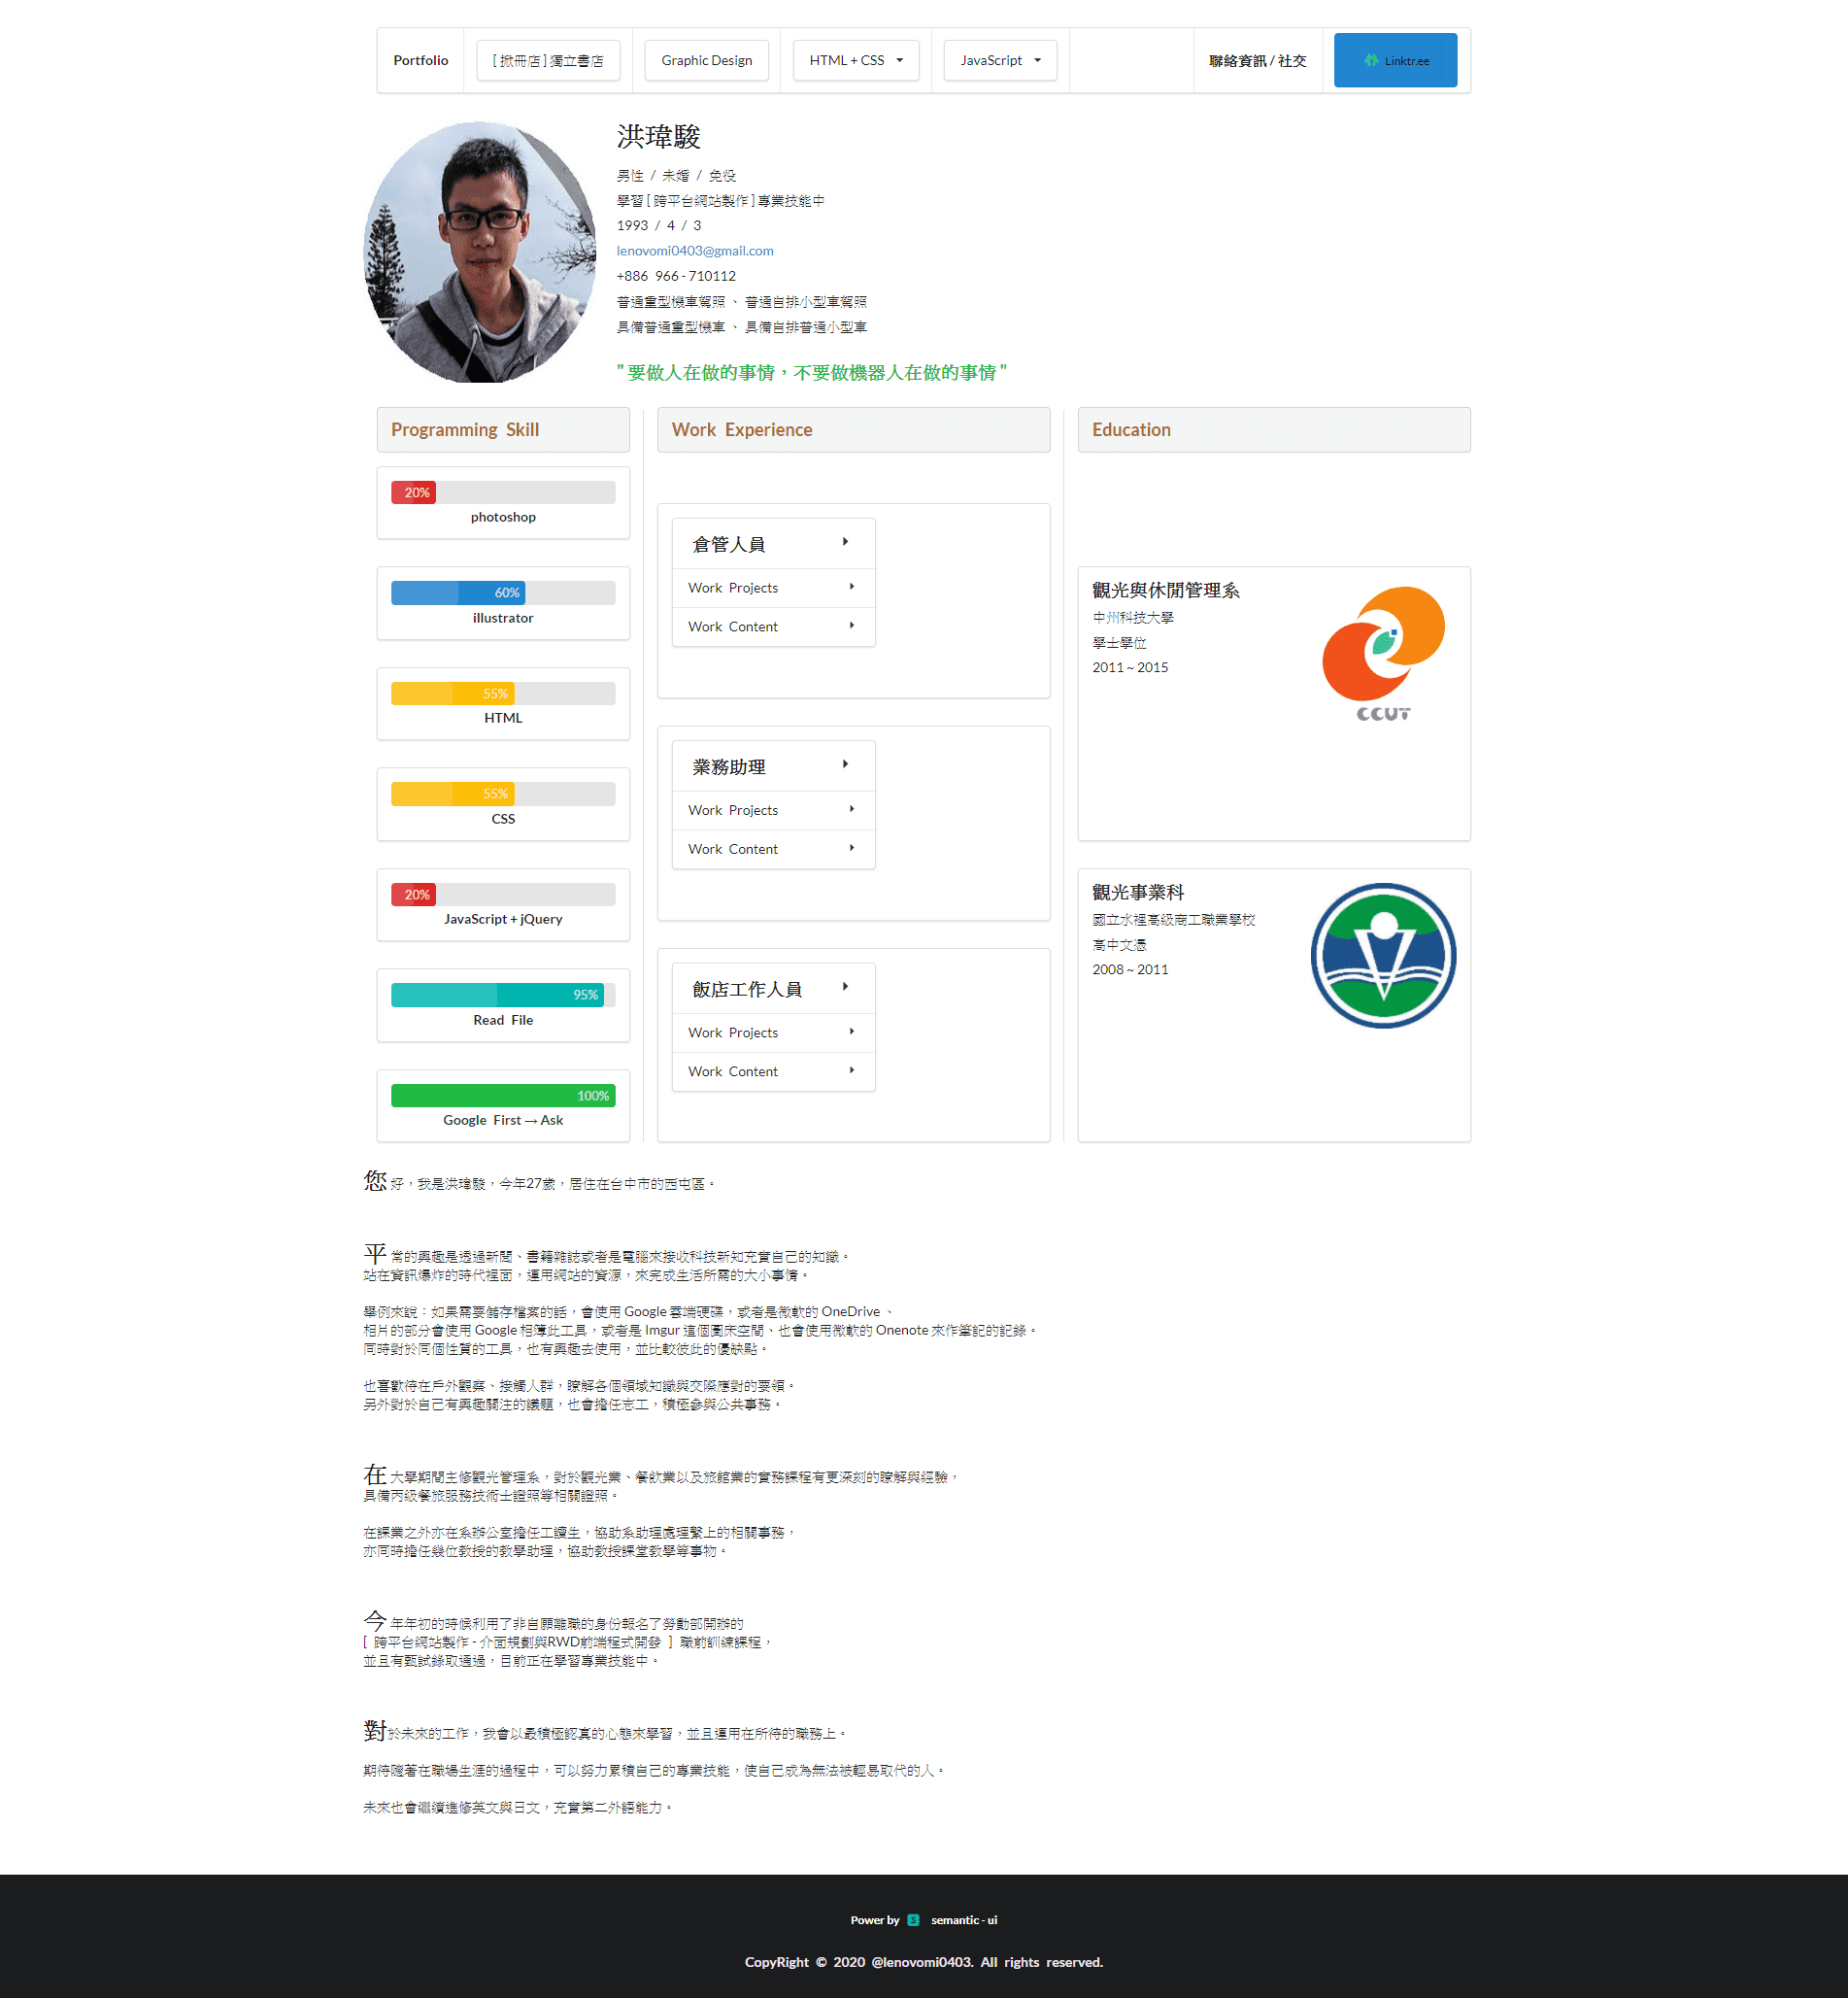 Portfolio
[ 掀冊店 ] 獨立書店
Graphic Design
HTML + CSS
JavaScript
聯絡資訊 / 社交
Linktr.ee
洪瑋駿
男性 / 未婚 / 免役
學習 [ 跨平台網站製作 ] 專業技能中
1993 / 4 / 3
lenovomi0403@gmail.com
+886 966 - 710112
普通重型機車駕照 、 普通自排小型車駕照
具備普通重型機車 、 具備自排普通小型車
" 要做人在做的事情，不要做機器人在做的事情 "
Programming Skill
20%
photoshop
60%
illustrator
55%
HTML
55%
CSS
20%
JavaScript + jQuery
95%
Read File
100%
Google First → Ask
Work Experience
倉管人員
Work Projects
Work Content
業務助理
Work Projects
Work Content
飯店工作人員
Work Projects
Work Content
Education
觀光與休閒管理系
中州科技大學
學士學位
2011 ~ 2015
CCUT
觀光事業科
國立水裡高級商工職業學校
高中文憑
2008 ~ 2011
您 好，我是洪瑋駿，今年27歲，居住在台中市的西屯區。
平 常的興趣是透過新聞、書籍雜誌或者是電腦來接收科技新知充實自己的知識。
站在資訊爆炸的時代裡面，運用網站的資源，來完成生活所需的大小事情。
舉例來說：如果需要儲存檔案的話，會使用 Google 雲端硬碟，或者是微軟的 OneDrive 、
相片的部分會使用 Google 相簿此工具，或者是 Imgur 這個圖床空間、也會使用微軟的 Onenote 來作筆記的記錄。
同時對於同個性質的工具，也有興趣去使用，並比較彼此的優缺點。
也喜歡待在戶外觀察、接觸人群，瞭解各個領域知識與交際應對的要領。
另外對於自己有興趣關注的議題，也會擔任志工，積極參與公共事務。
在 大學期間主修觀光管理系，對於觀光業、餐飲業以及旅館業的實務課程有更深刻的瞭解與經驗，
具備丙級餐旅服務技術士證照等相關證照。
在課業之外亦在系辦公室擔任工讀生，協助系助理處理繫上的相關事務，
亦同時擔任幾位教授的教學助理，協助教授課堂教學等事物。
今 年年初的時候利用了非自願離職的身份報名了勞動部開辦的
[ 跨平台網站製作 - 介面規劃與RWD前端程式開發 ] 職前訓練課程，
並且有甄試錄取通過，目前正在學習專業技能中。
對於未來的工作，我會以最積極認真的心態來學習，並且運用在所待的職務上。
期待隨著在職場生涯的過程中，可以努力累積自己的專業技能，使自己成為無法被輕易取代的人。
未來也會繼續進修英文與日文，充實第二外語能力。
Power by S semantic - ui
CopyRight © 2020 @lenovomi0403. All rights reserved.